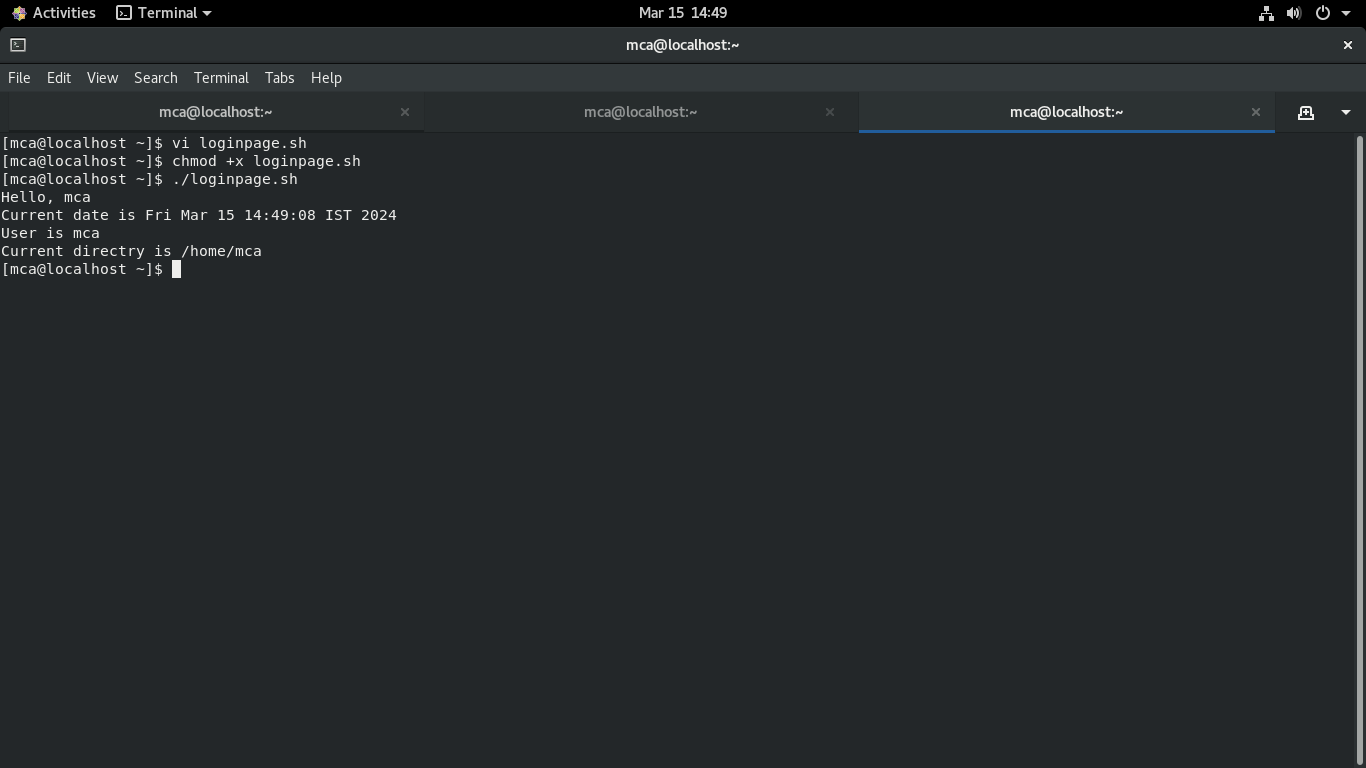 Activities Terminal Mar 15 14:49
mca@localhost:~
File Edit View Search Terminal Tabs Help
mca@localhost:~ mca@localhost:~ mca@localhost:~
[mca@localhost ~]$ vi loginpage.sh
[mca@localhost ~]$ chmod +x loginpage.sh
[mca@localhost ~]$ ./loginpage.sh
Hello, mca
Current date is Fri Mar 15 14:49:08 IST 2024
User is mca
Current directry is /home/mca
[mca@localhost ~]$